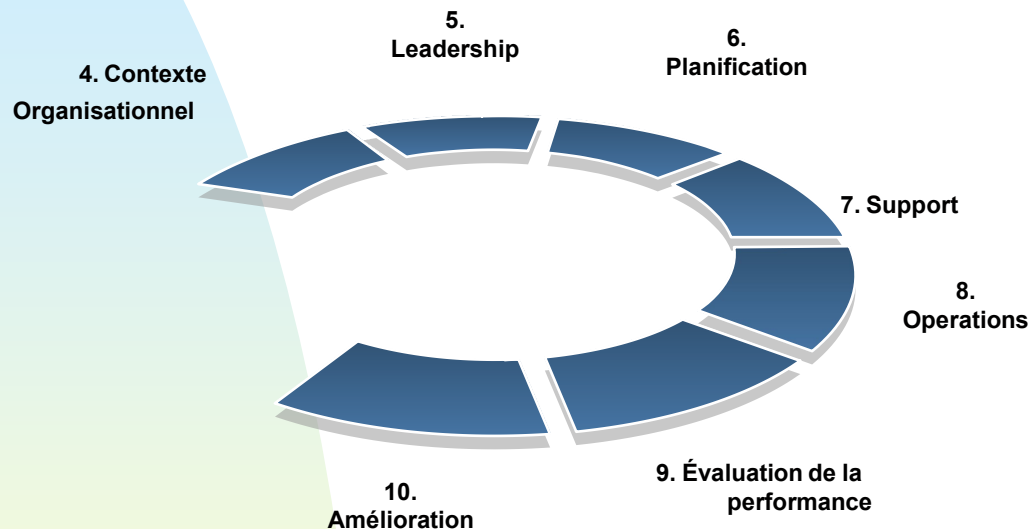 4. Contexte
Organisationnel
5.
Leadership
6.
Planification
7. Support
8.
Operations
9. Évaluation de la
performance
10.
Amélioration